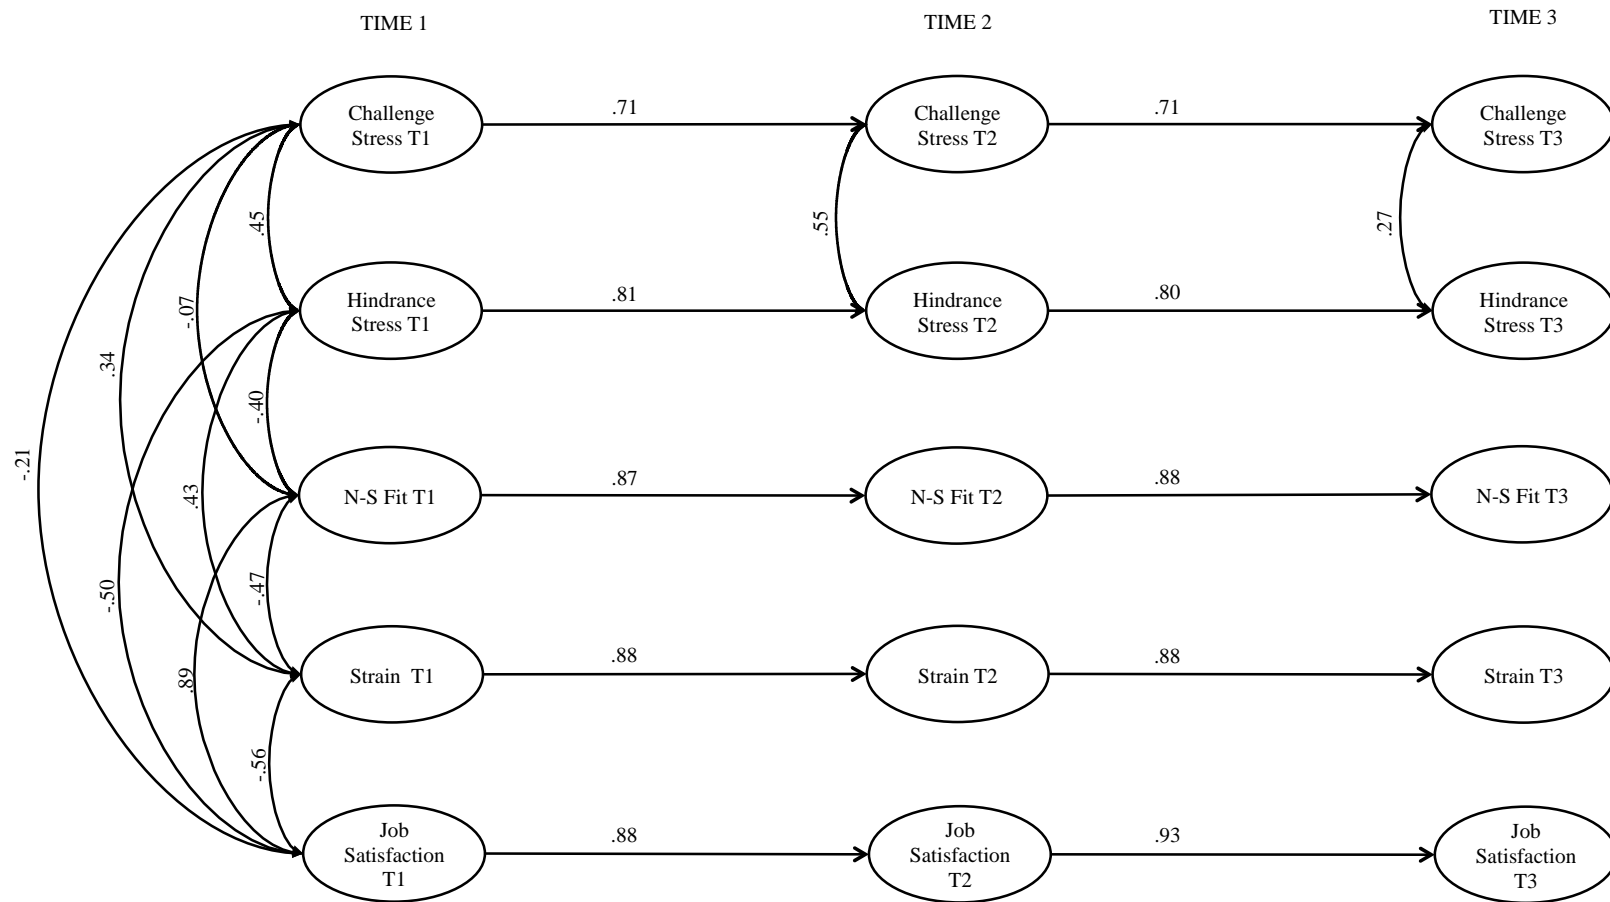 TIME 1
TIME 2
TIME 3
Challenge
Stress T1
.71
Challenge
Stress T2
.71
Challenge
Stress T3
.45
.55
.27
Hindrance
Stress T1
.81
Hindrance
Stress T2
.80
Hindrance
Stress T3
-.07
.34
-.40
-.21
N-S Fit T1
.87
N-S Fit T2
.88
N-S Fit T3
.43
-.50
-.47
Strain T1
.88
Strain T2
.88
Strain T3
.89
-.56
Job
Satisfaction
T1
.88
Job
Satisfaction
T2
.93
Job
Satisfaction
T3